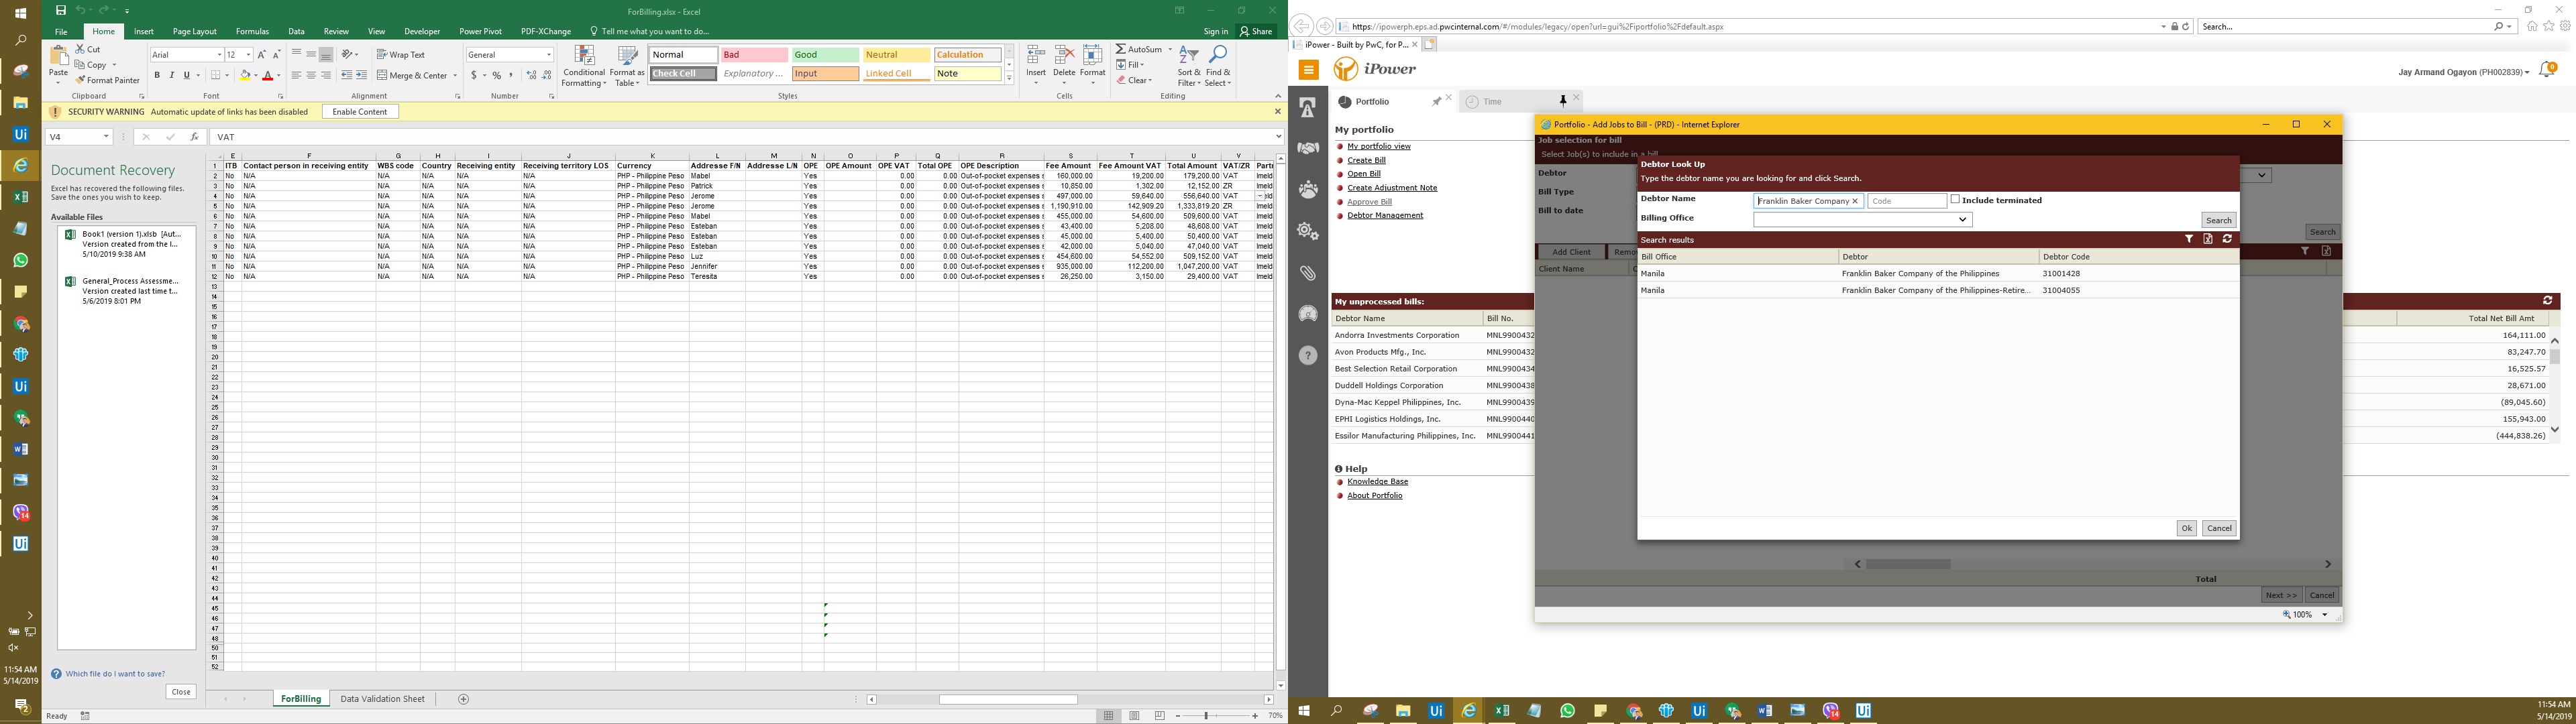 ForBilling.xlsx - Excel
File Home Insert Page Layout Formulas Data Review View Developer Power Pivot PDF-XChange Tell me what you want to do... Sign in Share
Paste
Cut
Copy
Format Painter
Clipboard
Arial 12
B I U
Font
Wrap Text
Merge & Center
Alignment
General
$ % ,
Number
Conditional Formatting
Format as Table
Normal Bad Good Neutral Calculation
Check Cell Explanatory ... Input Linked Cell Note
Styles
Insert Delete Format
Cells
AutoSum
Fill
Clear
Sort & Filter
Find & Select
Editing
SECURITY WARNING Automatic update of links has been disabled Enable Content
V4 fx VAT
Document Recovery
Excel has recovered the following files.
Save the ones you wish to keep.
Available Files
Book1 (version 1).xlsb [Aut...
Version created from the l...
5/10/2019 9:38 AM
General_Process Assessme...
Version created last time t...
5/6/2019 8:01 PM
Which file do I want to save?
Close
E F G H I J K L M N O P Q R S T U V
1 ITB Contact person in receiving entity WBS code Country Receiving entity Receiving territory LOS Currency Addresse F/N Addresse L/N OPE OPE Amount OPE VAT Total OPE OPE Description Fee Amount Fee Amount VAT Total Amount VAT/ZR Partn
2 No N/A N/A N/A N/A N/A PHP - Philippine Peso Mabel Yes 0.00 0.00 Out-of-pocket expenses s 160,000.00 19,200.00 179,200.00 VAT Imeld
3 No N/A N/A N/A N/A N/A PHP - Philippine Peso Patrick Yes 0.00 0.00 Out-of-pocket expenses s 10,850.00 1,302.00 12,152.00 ZR Imeld
4 No N/A N/A N/A N/A N/A PHP - Philippine Peso Jerome Yes 0.00 0.00 Out-of-pocket expenses s 497,000.00 59,640.00 556,640.00 VAT
5 No N/A N/A N/A N/A N/A PHP - Philippine Peso Jerome Yes 0.00 0.00 Out-of-pocket expenses s 1,190,910.00 142,909.20 1,333,819.20 ZR Imeld
6 No N/A N/A N/A N/A N/A PHP - Philippine Peso Mabel Yes 0.00 0.00 Out-of-pocket expenses s 455,000.00 54,600.00 509,600.00 VAT Imeld
7 No N/A N/A N/A N/A N/A PHP - Philippine Peso Esteban Yes 0.00 0.00 Out-of-pocket expenses s 43,400.00 5,208.00 48,608.00 VAT Imeld
8 No N/A N/A N/A N/A N/A PHP - Philippine Peso Esteban Yes 0.00 0.00 Out-of-pocket expenses s 45,000.00 5,400.00 50,400.00 VAT Imeld
9 No N/A N/A N/A N/A N/A PHP - Philippine Peso Esteban Yes 0.00 0.00 Out-of-pocket expenses s 42,000.00 5,040.00 47,040.00 VAT Imeld
10 No N/A N/A N/A N/A N/A PHP - Philippine Peso Luz Yes 0.00 0.00 Out-of-pocket expenses s 454,600.00 54,552.00 509,152.00 VAT Imeld
11 No N/A N/A N/A N/A N/A PHP - Philippine Peso Jennifer Yes 0.00 0.00 Out-of-pocket expenses s 935,000.00 112,200.00 1,047,200.00 VAT Imeld
12 No N/A N/A N/A N/A N/A PHP - Philippine Peso Teresita Yes 0.00 0.00 Out-of-pocket expenses s 26,250.00 3,150.00 29,400.00 VAT Imeld
ForBilling Data Validation Sheet
Ready 70%
11:54 AM
5/14/2019
https://ipowerph.eps.ad.pwcinternal.com/#/modules/legacy/open?url=gui%2Fiportfolio%2Fdefault.aspx Search...
iPower - Built by PwC, for P...
iPower
Jay Armand Ogayon (PH002839) 0
Portfolio Time
My portfolio
My portfolio view
Create Bill
Open Bill
Create Adjustment Note
Approve Bill
Debtor Management
My unprocessed bills:
Debtor Name Bill No. Total Net Bill Amt
Andorra Investments Corporation MNL9900432 164,111.00
Avon Products Mfg., Inc. MNL9900432 83,247.70
Best Selection Retail Corporation MNL9900434 16,525.57
Duddell Holdings Corporation MNL9900438 28,671.00
Dyna-Mac Keppel Philippines, Inc. MNL9900439 (89,045.60)
EPHI Logistics Holdings, Inc. MNL9900440 155,943.00
Essilor Manufacturing Philippines, Inc. MNL9900441 (444,838.26)
Help
Knowledge Base
About Portfolio
Portfolio - Add Jobs to Bill - (PRD) - Internet Explorer
Job selection for bill
Select Job(s) to include in a bill
Debtor
Bill Type
Bill to date
Search
Add Client Remov
Client Name
Debtor Look Up
Type the debtor name you are looking for and click Search.
Debtor Name Franklin Baker Company Code Include terminated
Billing Office Search
Search results
Bill Office Debtor Debtor Code
Manila Franklin Baker Company of the Philippines 31001428
Manila Franklin Baker Company of the Philippines-Retire... 31004055
Ok Cancel
Total
Next >> Cancel
100%
11:54 AM
5/14/2019